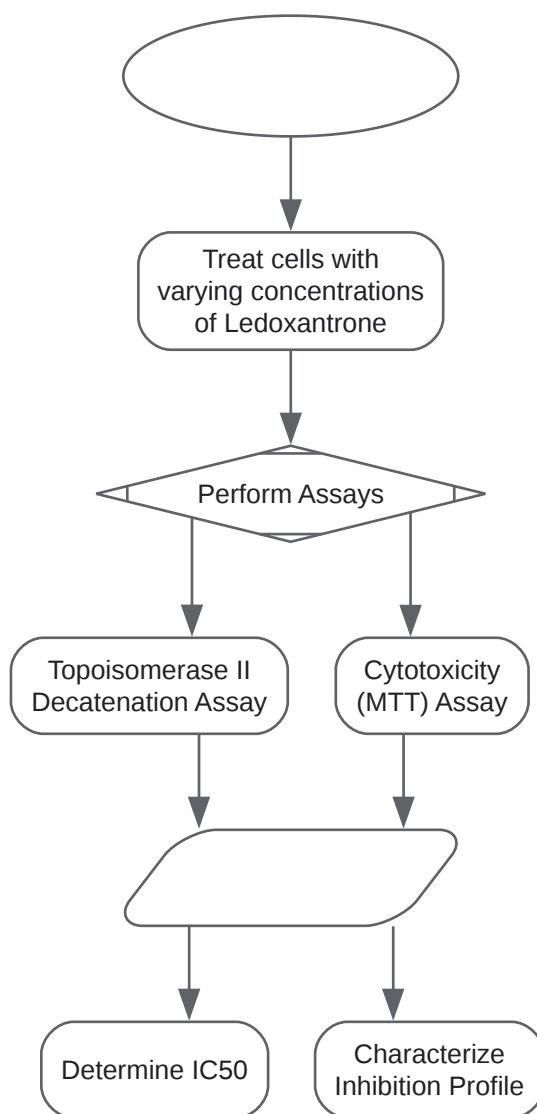 Treat cells with
varying concentrations
of Ledoxantrone
Perform Assays
Topoisomerase II
Decatenation Assay
Cytotoxicity
(MTT) Assay
Determine IC50
Characterize
Inhibition Profile